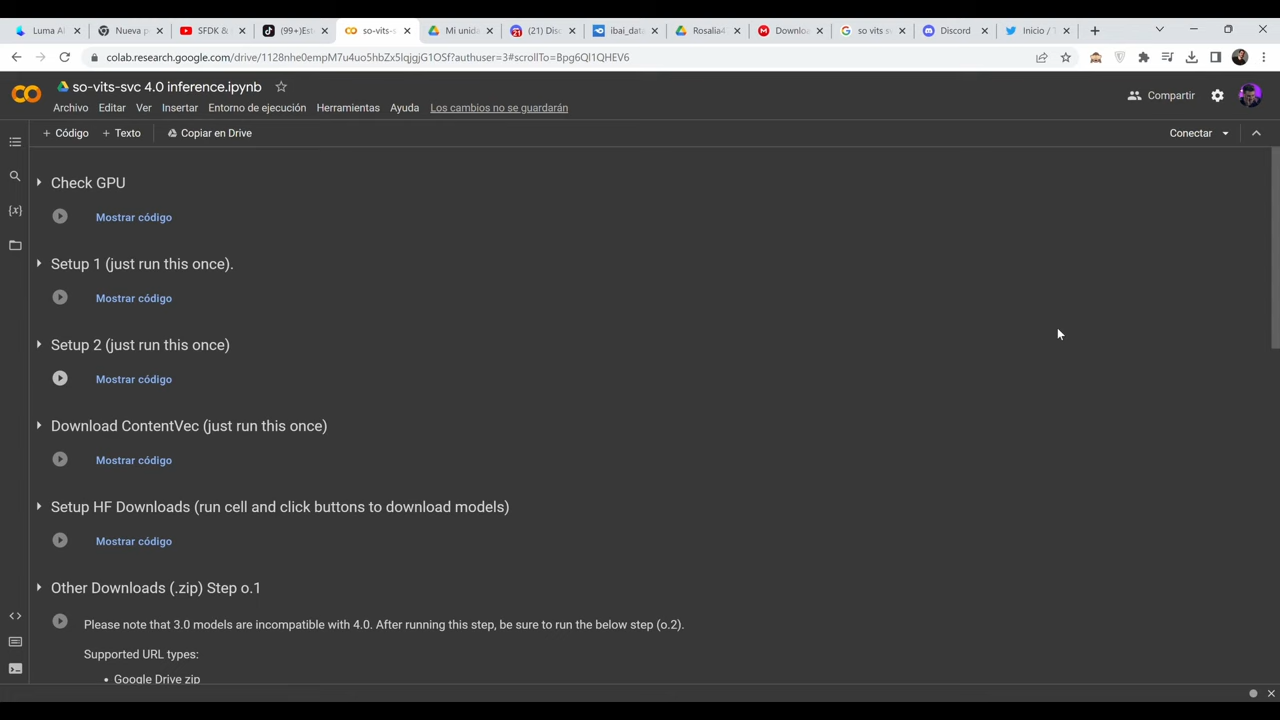 Luma AI
Nueva p
SFDK &
(99+)Est
so-vits-s
Mi unida
(21) Disc
ibai_data
Rosalia4
Downloa
so vits sv
Discord
Inicio / T
colab.research.google.com/drive/1128nhe0empM7u4uo5hbZx5lqjgjG1OSf?authuser=3#scrollTo=Bpg6Ql1QHEV6
so-vits-svc 4.0 inference.ipynb
Archivo Editar Ver Insertar Entorno de ejecución Herramientas Ayuda Los cambios no se guardarán
Compartir
+ Código + Texto Copiar en Drive
Conectar
Check GPU
Mostrar código
Setup 1 (just run this once).
Mostrar código
Setup 2 (just run this once)
Mostrar código
Download ContentVec (just run this once)
Mostrar código
Setup HF Downloads (run cell and click buttons to download models)
Mostrar código
Other Downloads (.zip) Step o.1
Please note that 3.0 models are incompatible with 4.0. After running this step, be sure to run the below step (o.2).
Supported URL types:
• Google Drive zip